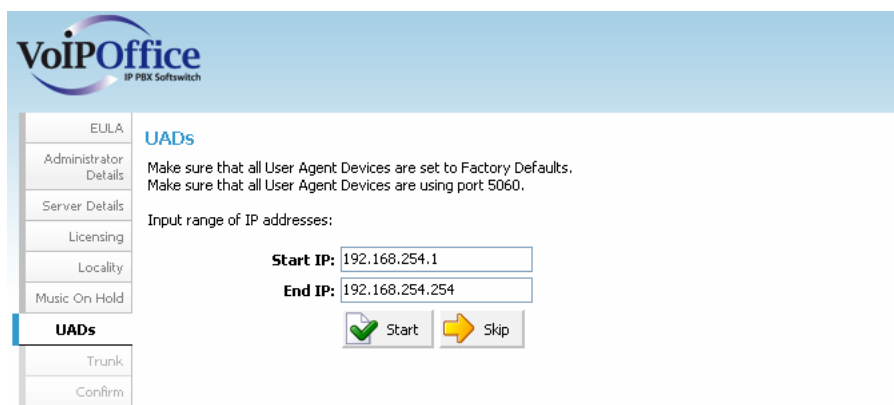 VoIPOffice
IP PBX Softswitch
EULA
Administrator
Details
Server Details
Licensing
Locality
Music On Hold
UADs
Trunk
Confirm
UADs
Make sure that all User Agent Devices are set to Factory Defaults.
Make sure that all User Agent Devices are using port 5060.
Input range of IP addresses:
Start IP: 192.168.254.1
End IP: 192.168.254.254
Start Skip